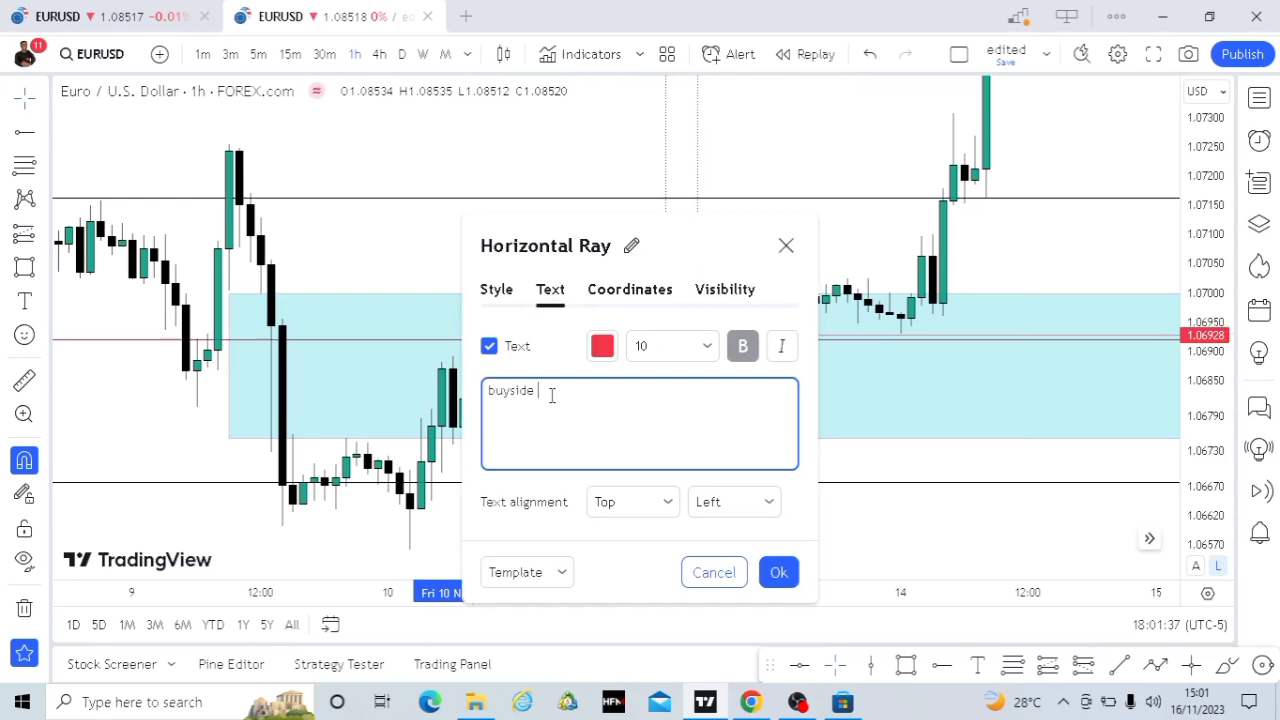 EURUSD 1.08517 -0.01%
EURUSD 1.08518 0% / ed
11
EURUSD
1m 3m 5m 15m 30m 1h 4h D W M
Indicators
Alert
Replay
edited
Save
Publish
Euro / U.S. Dollar · 1h · FOREX.com
O1.08534 H1.08535 L1.08512 C1.08520
USD
1.07300
1.07250
1.07200
1.07150
1.07100
1.07050
1.07000
1.06950
1.06928
1.06900
1.06850
1.06790
1.06730
1.06670
1.06620
1.06570
Horizontal Ray
Style Text Coordinates Visibility
Text
10
B
I
buyside
Text alignment
Top
Left
Template
Cancel
Ok
TradingView
A L
9 12:00 10 Fri 10 N 14 12:00 15
1D 5D 1M 3M 6M YTD 1Y 5Y All
18:01:37 (UTC-5)
Stock Screener
Pine Editor
Strategy Tester
Trading Panel
Type here to search
HFM
28°C
15:01
16/11/2023